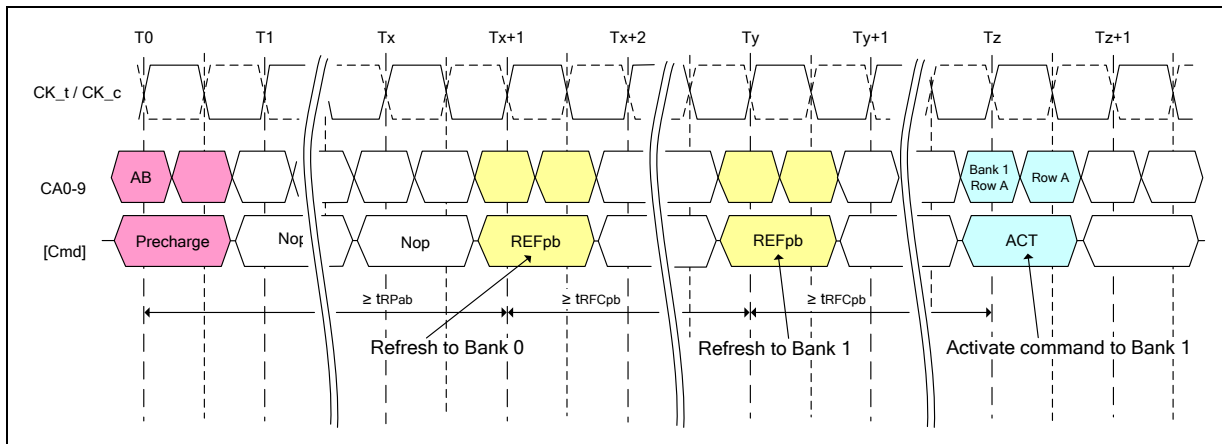 T0 T1 Tx Tx+1 Tx+2 Ty Ty+1 Tz Tz+1
CK_t / CK_c
CA0-9 AB Bank 1 Row A
Row A
[Cmd] Precharge Nop Nop REFpb REFpb ACT
≥ tRPab ≥ tRFCpb ≥ tRFCpb
Refresh to Bank 0 Refresh to Bank 1 Activate command to Bank 1